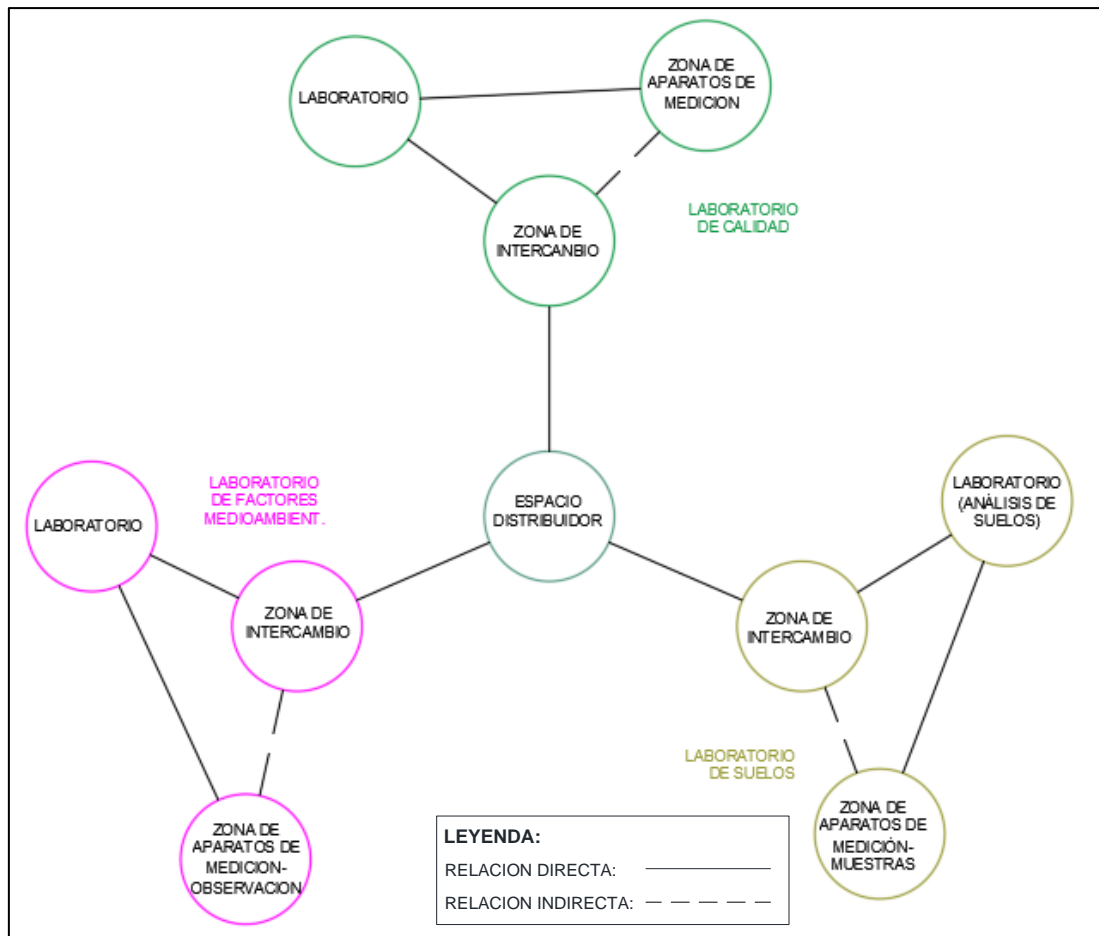 LABORATORIO
ZONA DE
APARATOS DE
MEDICION
ZONA DE
INTERCANBIO
LABORATORIO
DE CALIDAD
LABORATORIO
LABORATORIO
DE FACTORES
MEDIOAMBIENT.
ZONA DE
INTERCAMBIO
ZONA DE
APARATOS DE
MEDICION-
OBSERVACION
ESPACIO
DISTRIBUIDOR
LABORATORIO
(ANÁLISIS DE
SUELOS)
ZONA DE
INTERCAMBIO
LABORATORIO
DE SUELOS
ZONA DE
APARATOS DE
MEDICIÓN-
MUESTRAS
LEYENDA:
RELACION DIRECTA:
RELACION INDIRECTA: